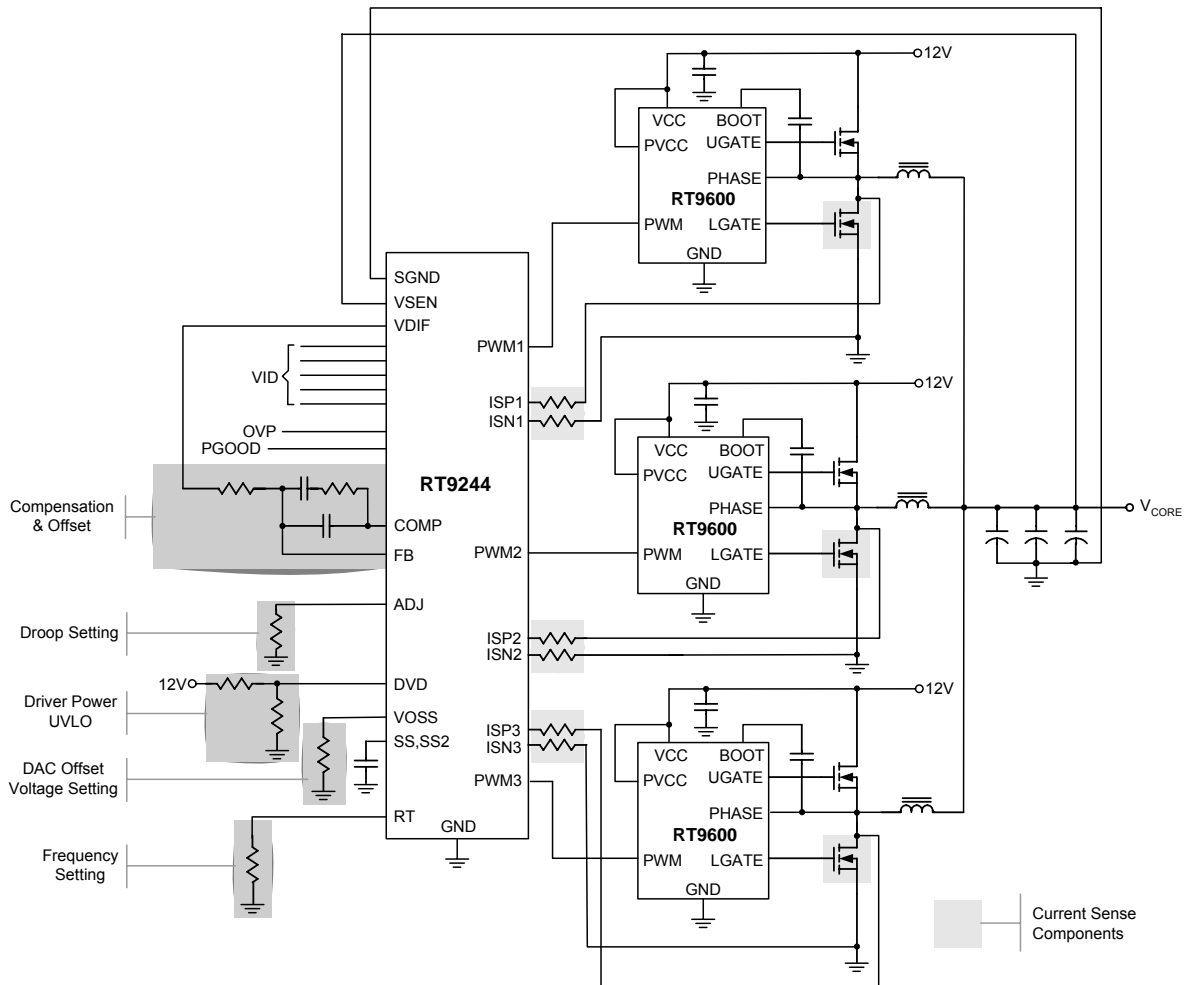 12V
VCC
BOOT
PVCC
UGATE
PHASE
RT9600
PWM
LGATE
GND
SGND
VSEN
VDIF
VID
OVP
PGOOD
RT9244
COMP
FB
ADJ
DVD
VOSS
SS,SS2
RT
GND
PWM1
ISP1
ISN1
PWM2
ISP2
ISN2
ISP3
ISN3
PWM3
12V
VCC
BOOT
PVCC
UGATE
PHASE
RT9600
PWM
LGATE
GND
VCORE
12V
VCC
BOOT
PVCC
UGATE
PHASE
RT9600
PWM
LGATE
GND
Compensation
& Offset
Droop Setting
12V
Driver Power
UVLO
DAC Offset
Voltage Setting
Frequency
Setting
Current Sense
Components